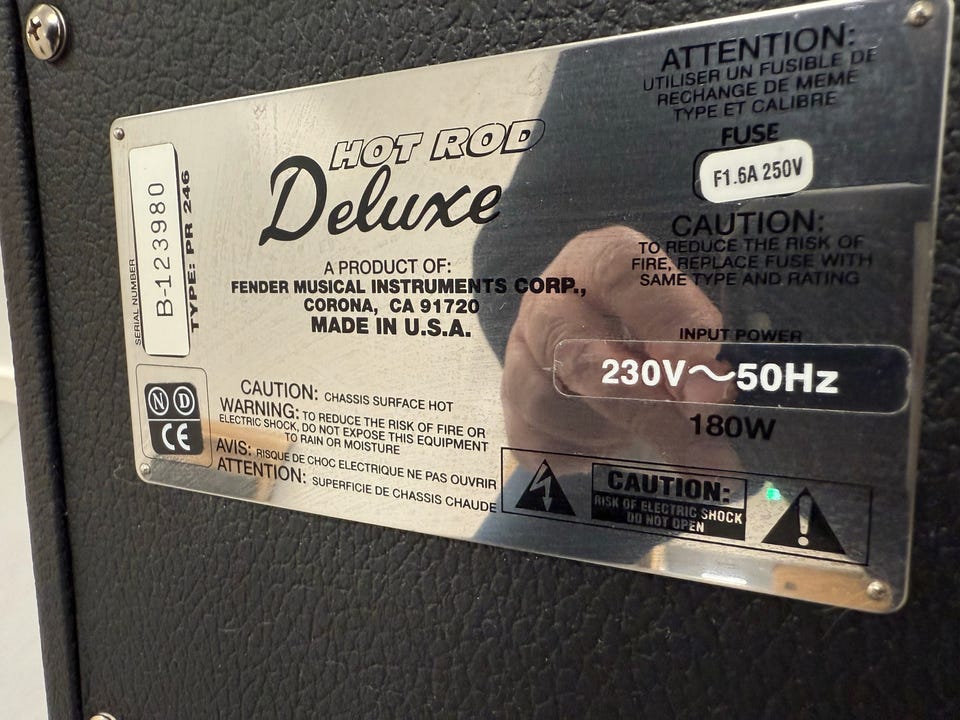 SERIAL NUMBER
B-123980
TYPE: PR 246
HOT ROD
Deluxe
A PRODUCT OF:
FENDER MUSICAL INSTRUMENTS CORP.,
CORONA, CA 91720
MADE IN U.S.A.
N D
CE
CAUTION: CHASSIS SURFACE HOT
WARNING: TO REDUCE THE RISK OF FIRE OR
ELECTRIC SHOCK, DO NOT EXPOSE THIS EQUIPMENT
TO RAIN OR MOISTURE
AVIS: RISQUE DE CHOC ELECTRIQUE NE PAS OUVRIR
ATTENTION: SUPERFICIE DE CHASSIS CHAUDE
ATTENTION:
UTILISER UN FUSIBLE DE
RECHANGE DE MEME
TYPE ET CALIBRE
FUSE
F1.6A 250V
CAUTION:
TO REDUCE THE RISK OF
FIRE, REPLACE FUSE WITH
SAME TYPE AND RATING
INPUT POWER
230V～50Hz
180W
CAUTION:
RISK OF ELECTRIC SHOCK
DO NOT OPEN
!